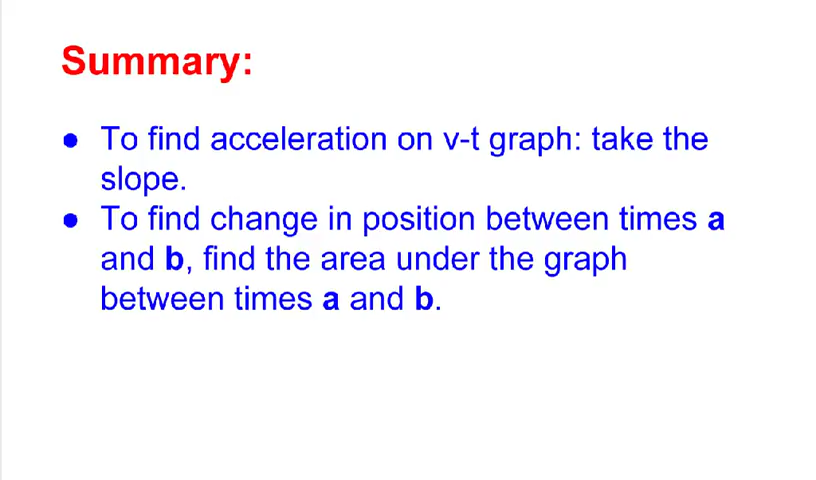 Summary:
● To find acceleration on v-t graph: take the
slope.
● To find change in position between times a
and b, find the area under the graph
between times a and b.